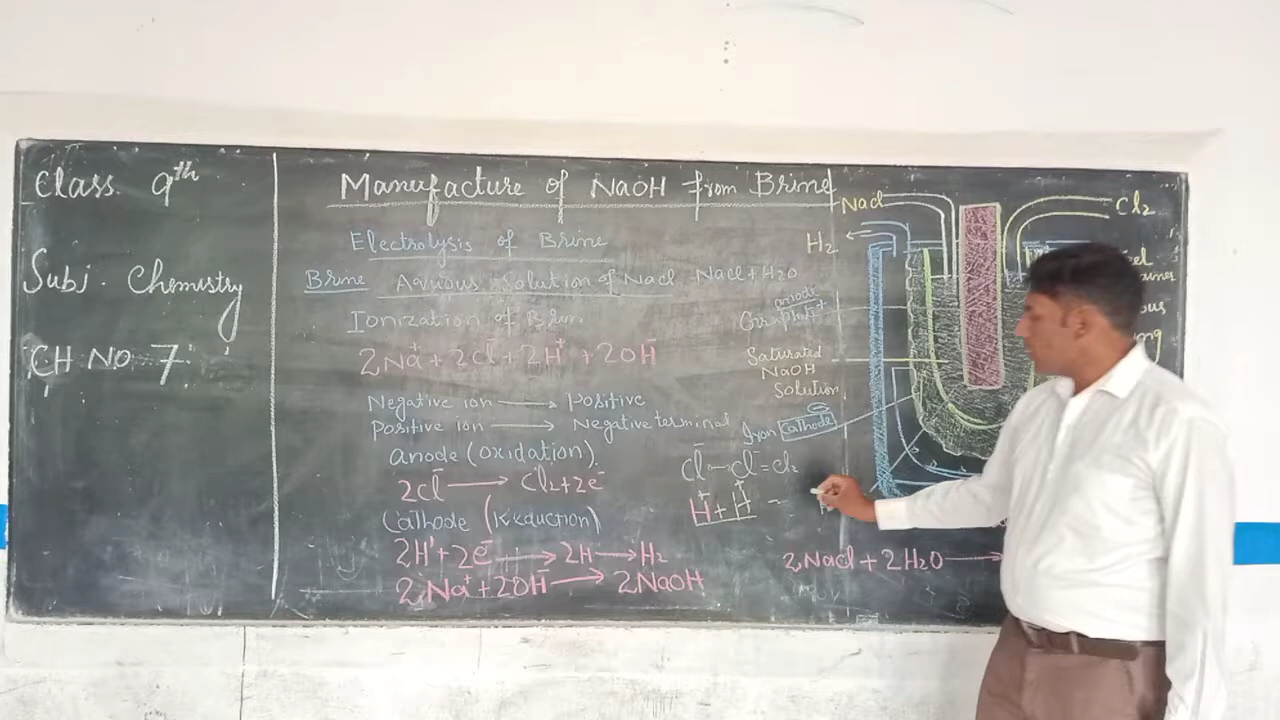 Class. 9th
Subj. Chemistry
CH NO 7
Manufacture of NaOH from Brine
Electrolysis of Brine
Brine Aquous Solution of Nacl NaCl+H2O
Ionization of Brine
2Na⁺ + 2Cl⁻ + 2H⁺ + 2OH⁻
Negative ion ⟶ Positive
Positive ion ⟶ Negative terminal
Anode (Oxidation)
2Cl⁻ ⟶ Cl2+2e⁻
Cathode (Reduction)
2H⁺+2e⁻ ⟶ 2H ⟶ H2
2Na⁺+2OH⁻ ⟶ 2NaOH
Nacl
Cl2
H2
anode
Graphite +
Saturated
NaOH
Solution
Iron Cathode
Cl⁻ – Cl⁻ = Cl2
H⁺ + H⁺ =
2Nacl + 2H2O ⟶